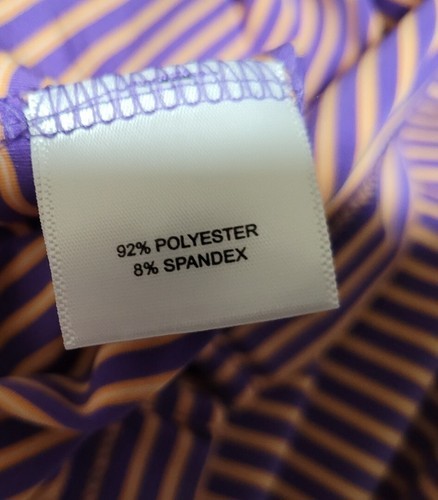 92% POLYESTER
8% SPANDEX